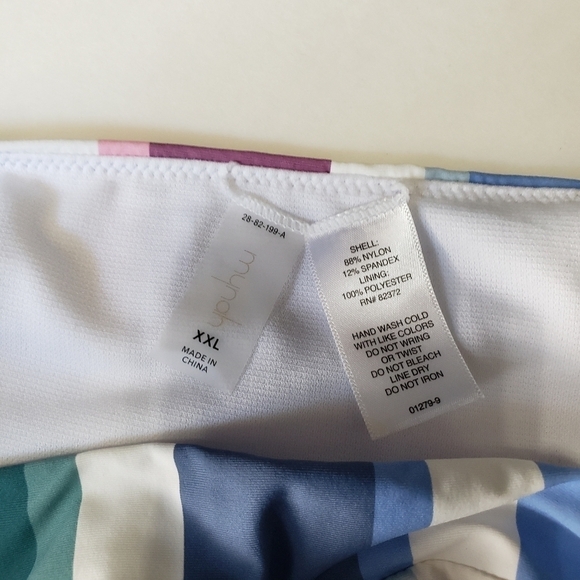 28-82-199-A
mynah
XXL
MADE IN
CHINA
SHELL:
88% NYLON
12% SPANDEX
LINING:
100% POLYESTER
RN# 82372
HAND WASH COLD
WITH LIKE COLORS
DO NOT WRING
OR TWIST
DO NOT BLEACH
LINE DRY
DO NOT IRON
01279-9